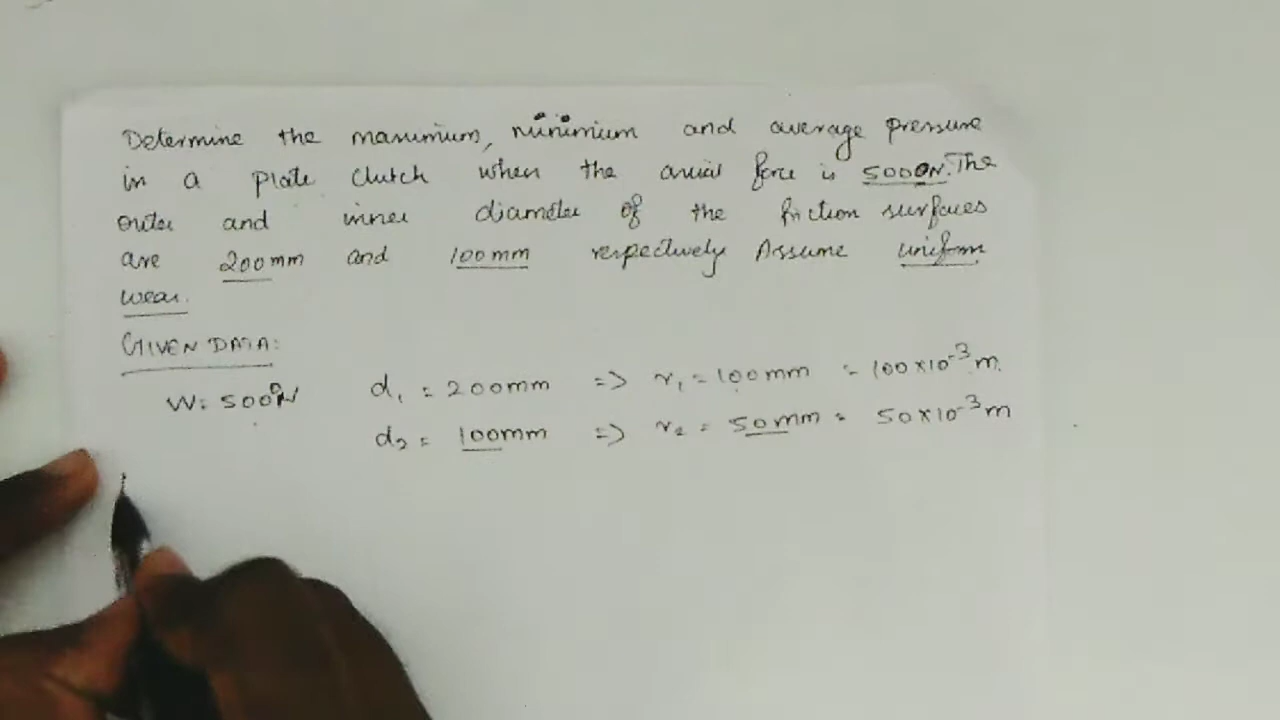 Determine the maximum, minimum and average pressure
in a plate clutch when the axial force is 5000N. The
outer and inner diameter of the friction surfaces
are 200mm and 100mm respectively Assume uniform
wear.
GIVEN DATA:
W = 5000N d₁ = 200mm => r₁ = 100mm = 100×10⁻³m.
d₂ = 100mm => r₂ = 50mm = 50×10⁻³m